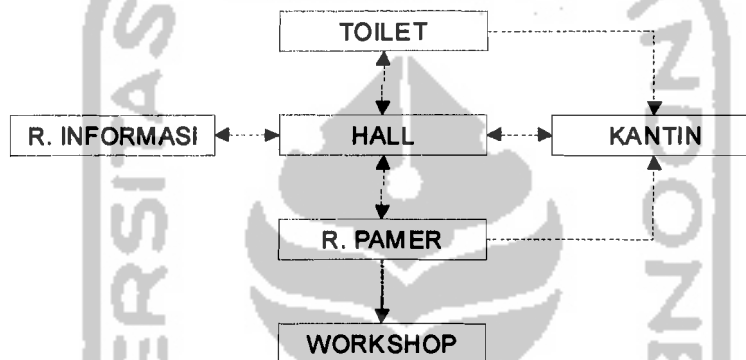 TOILET
R. INFORMASI
HALL
KANTIN
R. PAMER
WORKSHOP